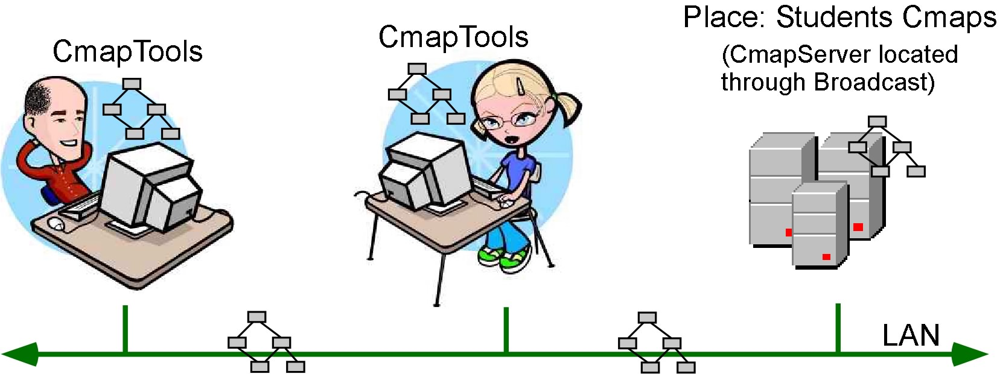 CmapTools
CmapTools
Place: Students Cmaps
(CmapServer located
through Broadcast)
LAN